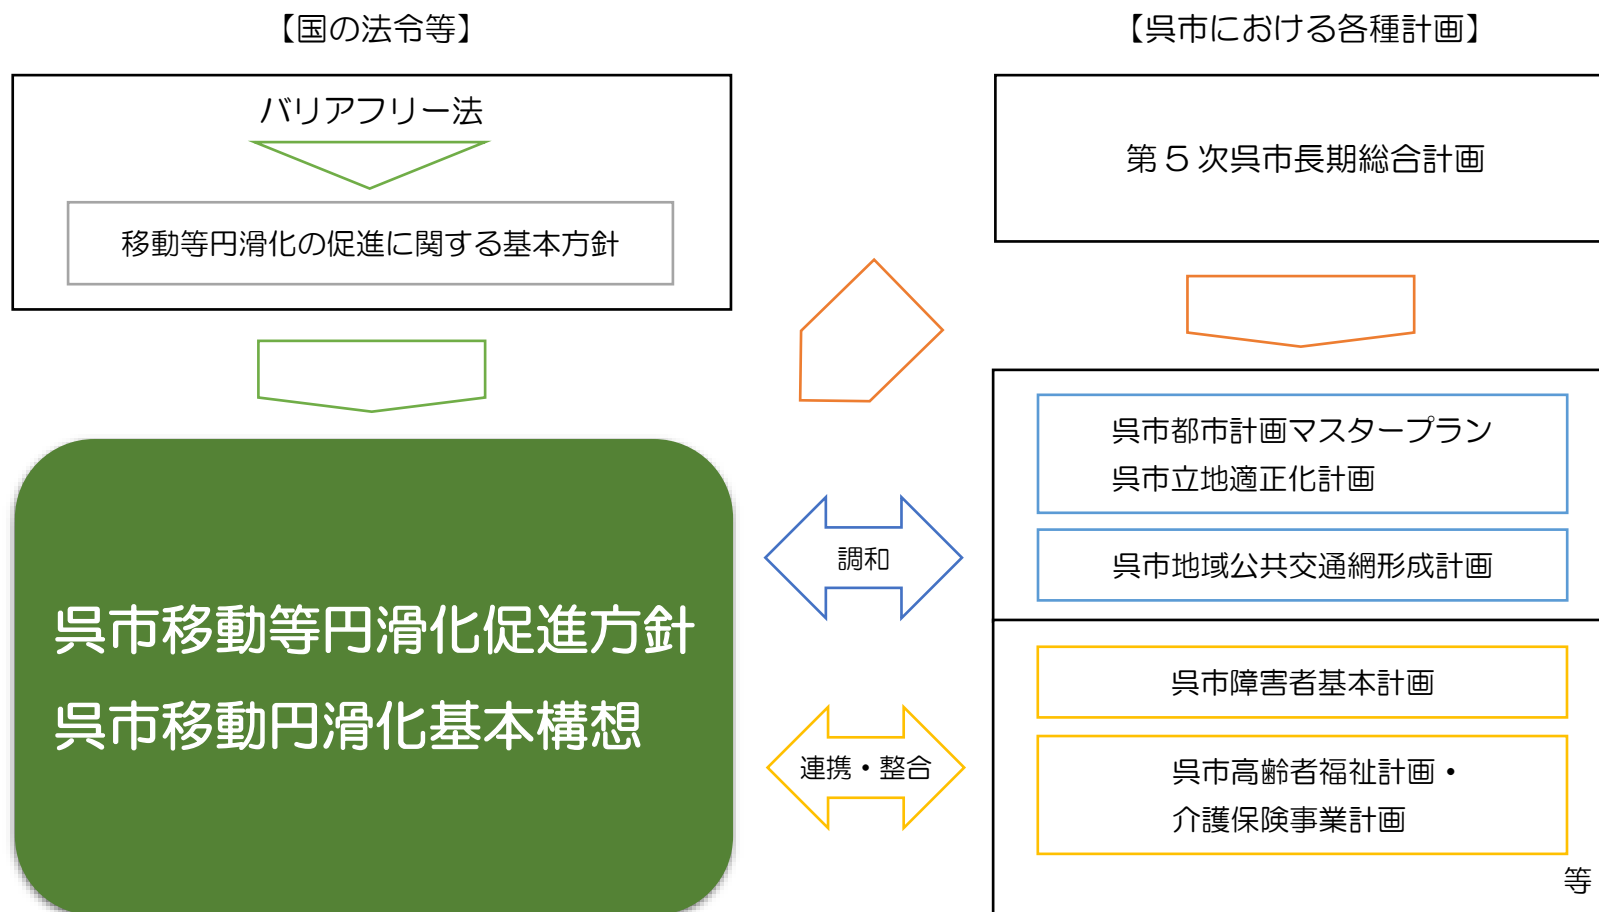 【国の法令等】
バリアフリー法
移動等円滑化の促進に関する基本方針
呉市移動等円滑化促進方針
呉市移動円滑化基本構想
調和
連携・整合
【呉市における各種計画】
第５次呉市長期総合計画
呉市都市計画マスタープラン
呉市立地適正化計画
呉市地域公共交通網形成計画
呉市障害者基本計画
呉市高齢者福祉計画・
介護保険事業計画
等